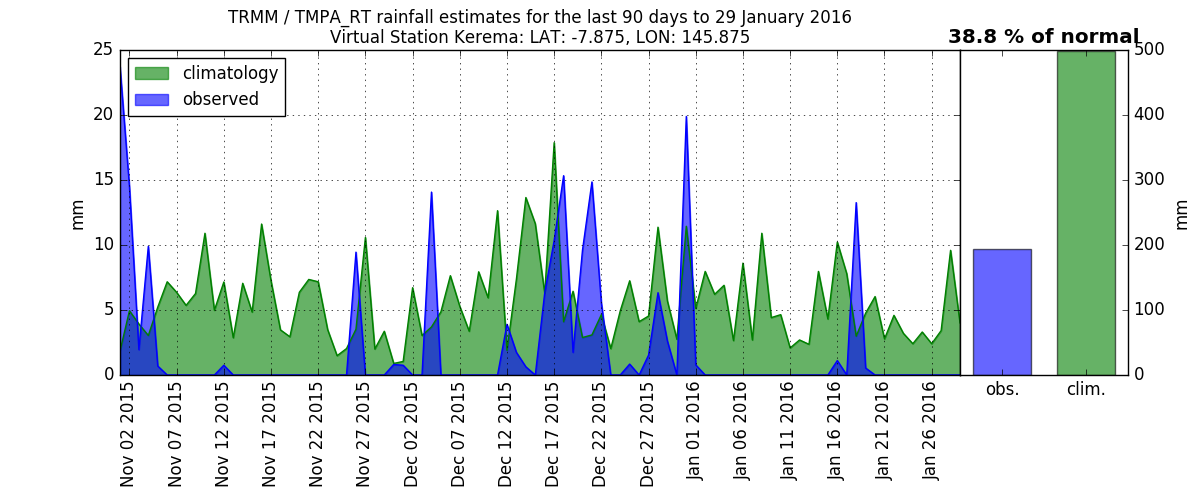 TRMM / TMPA_RT rainfall estimates for the last 90 days to 29 January 2016
Virtual Station Kerema: LAT: -7.875, LON: 145.875
38.8 % of normal
climatology
observed
25
20
15
10
5
0
mm
Nov 02 2015
Nov 07 2015
Nov 12 2015
Nov 17 2015
Nov 22 2015
Nov 27 2015
Dec 02 2015
Dec 07 2015
Dec 12 2015
Dec 17 2015
Dec 22 2015
Dec 27 2015
Jan 01 2016
Jan 06 2016
Jan 11 2016
Jan 16 2016
Jan 21 2016
Jan 26 2016
500
400
300
200
100
0
mm
obs.
clim.